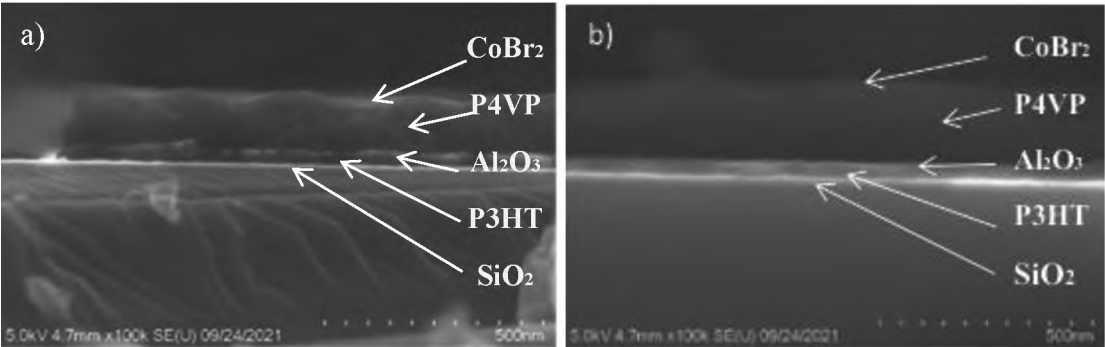 a)
CoBr₂
P4VP
Al₂O₃
P3HT
SiO₂
5.0kV 4.7mm x100k SE(U) 09/24/2021
500nm
b)
CoBr₂
P4VP
Al₂O₃
P3HT
SiO₂
5.0kV 4.7mm x100k SE(U) 09/24/2021
500nm